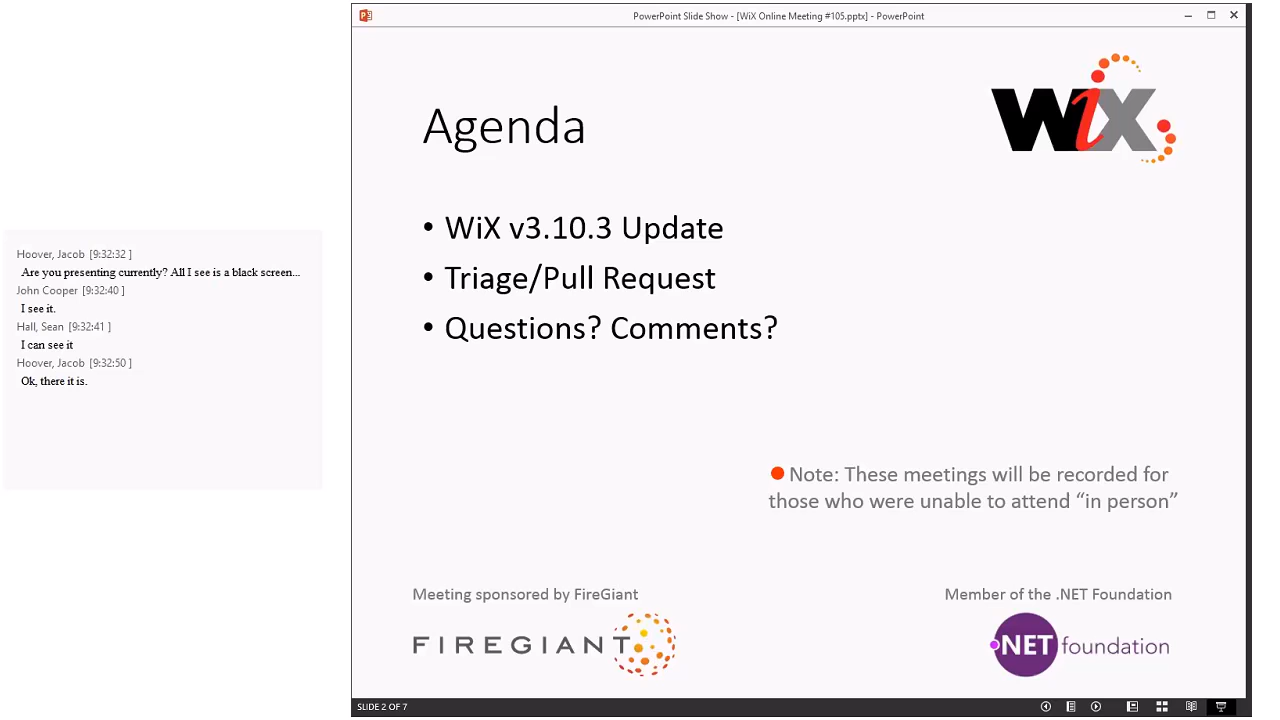 PowerPoint Slide Show - [WiX Online Meeting #105.pptx] - PowerPoint
Hoover, Jacob [9:32:32 ]
Are you presenting currently? All I see is a black screen...
John Cooper [9:32:40 ]
I see it.
Hall, Sean [9:32:41 ]
I can see it
Hoover, Jacob [9:32:50 ]
Ok, there it is.
Agenda
WiX
• WiX v3.10.3 Update
• Triage/Pull Request
• Questions? Comments?
Note: These meetings will be recorded for
those who were unable to attend “in person”
Meeting sponsored by FireGiant
FIREGIANT
Member of the .NET Foundation
.NET foundation
SLIDE 2 OF 7